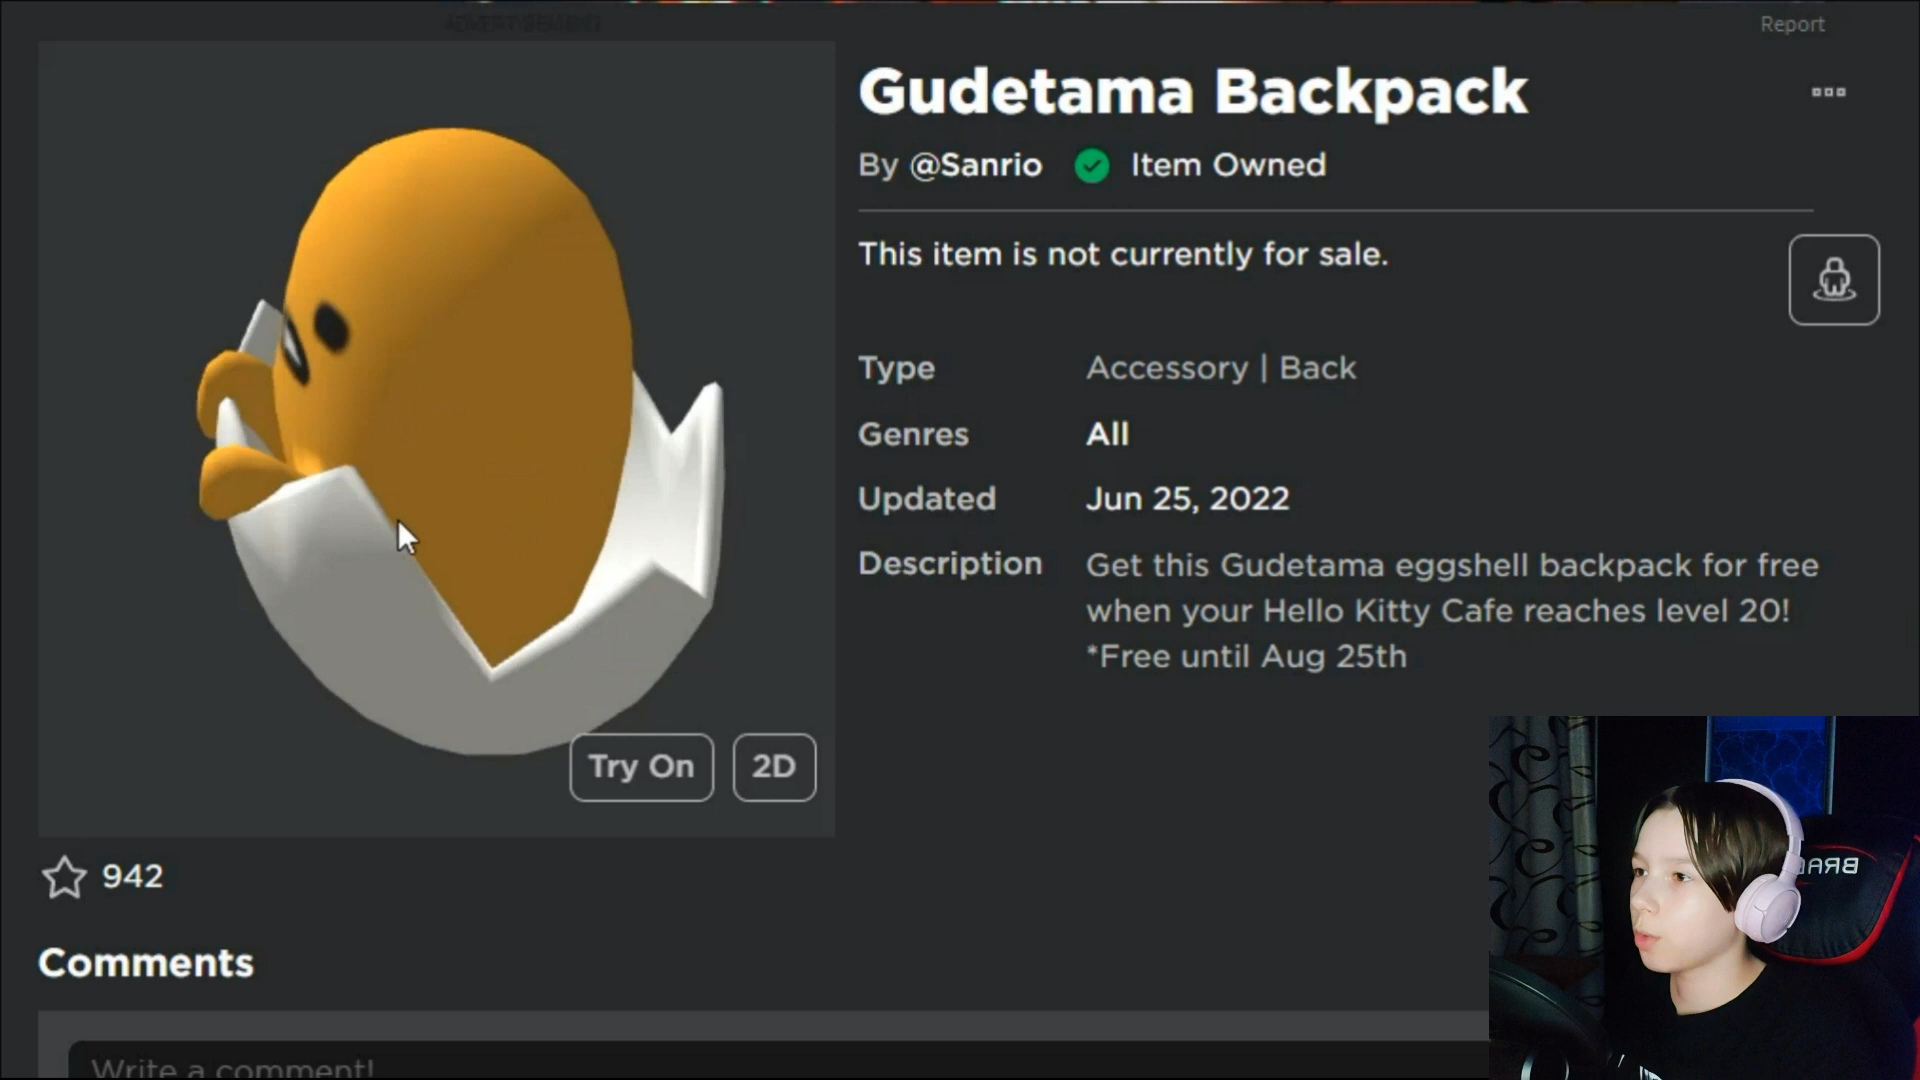 Report
Gudetama Backpack
By @Sanrio Item Owned
This item is not currently for sale.
Type Accessory | Back
Genres All
Updated Jun 25, 2022
Description Get this Gudetama eggshell backpack for free
when your Hello Kitty Cafe reaches level 20!
*Free until Aug 25th
Try On 2D
942
Comments
Write a comment!